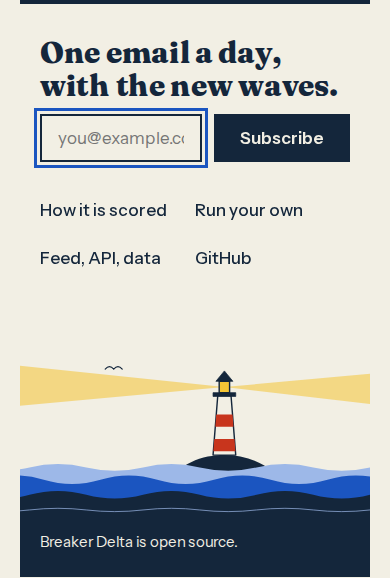 One email a day,
with the new waves.
you@example.co
Subscribe
How it is scored
Run your own
Feed, API, data
GitHub
Breaker Delta is open source.